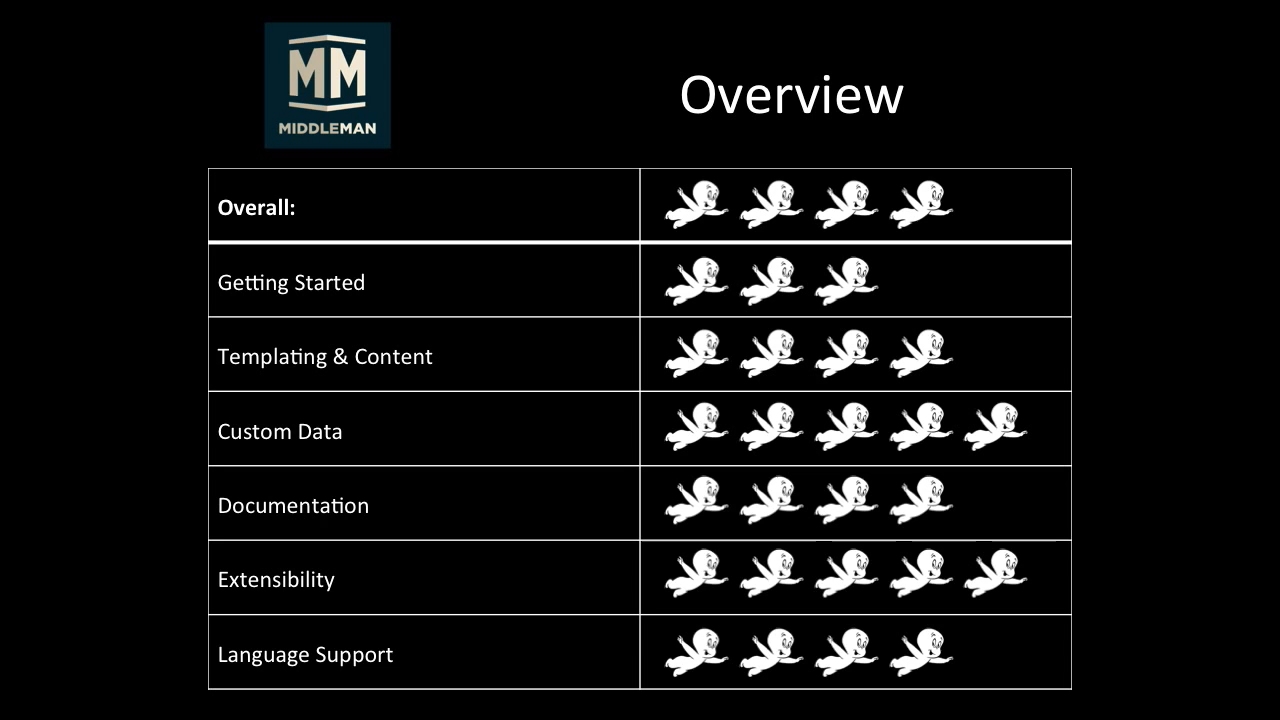 MM
MIDDLEMAN
Overview
Overall:
Getting Started
Templating & Content
Custom Data
Documentation
Extensibility
Language Support